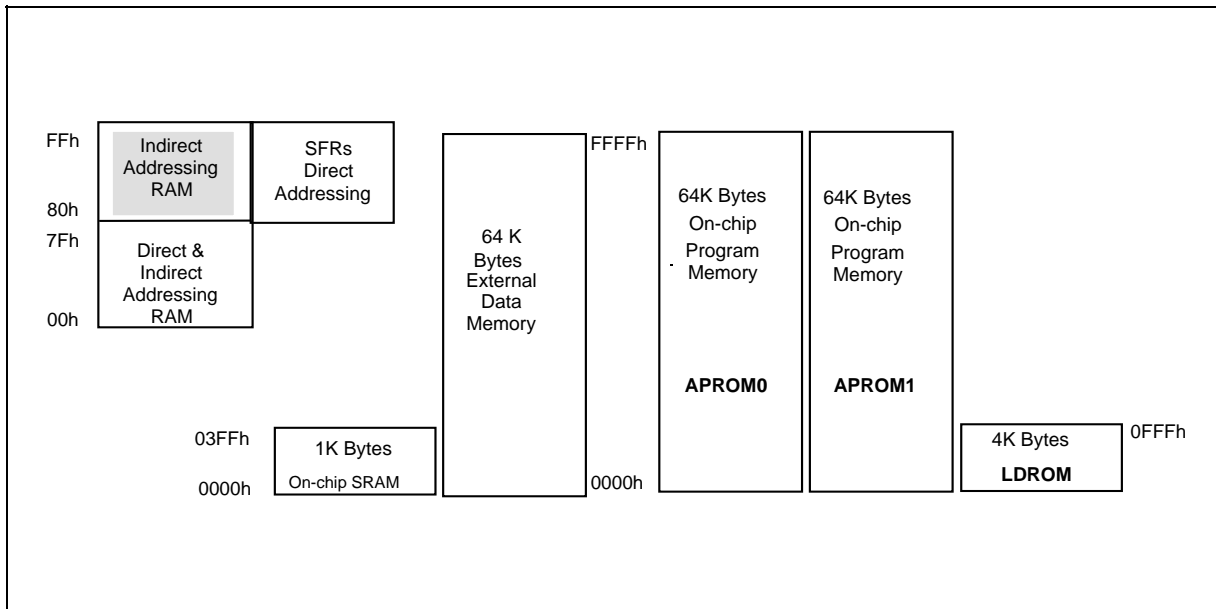 FFh
Indirect
Addressing
RAM
80h
SFRs
Direct
Addressing
7Fh
Direct &
Indirect
Addressing
RAM
00h
03FFh
0000h
1K Bytes
On-chip SRAM
64 K
Bytes
External
Data
Memory
FFFFh
0000h
64K Bytes
On-chip
Program
Memory
APROM0
64K Bytes
On-chip
Program
Memory
APROM1
4K Bytes
LDROM
0FFFh